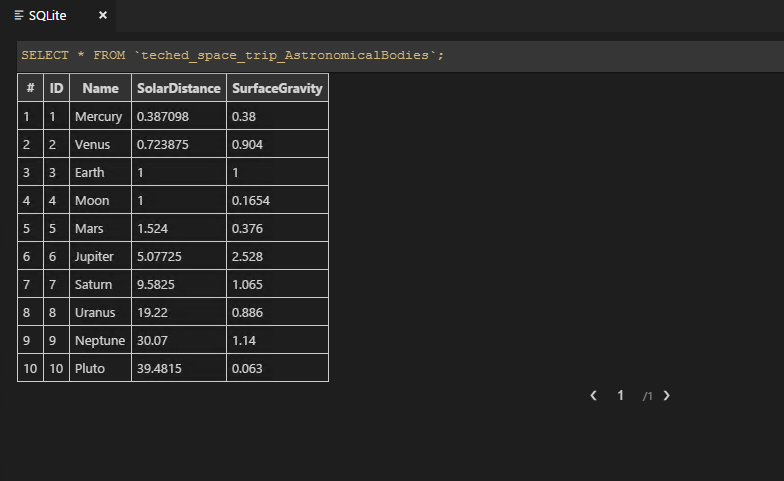 SQLite ×
SELECT * FROM `teched_space_trip_AstronomicalBodies`;
# ID Name SolarDistance SurfaceGravity
1 1 Mercury 0.387098 0.38
2 2 Venus 0.723875 0.904
3 3 Earth 1 1
4 4 Moon 1 0.1654
5 5 Mars 1.524 0.376
6 6 Jupiter 5.07725 2.528
7 7 Saturn 9.5825 1.065
8 8 Uranus 19.22 0.886
9 9 Neptune 30.07 1.14
10 10 Pluto 39.4815 0.063
❮ 1 /1 ❯